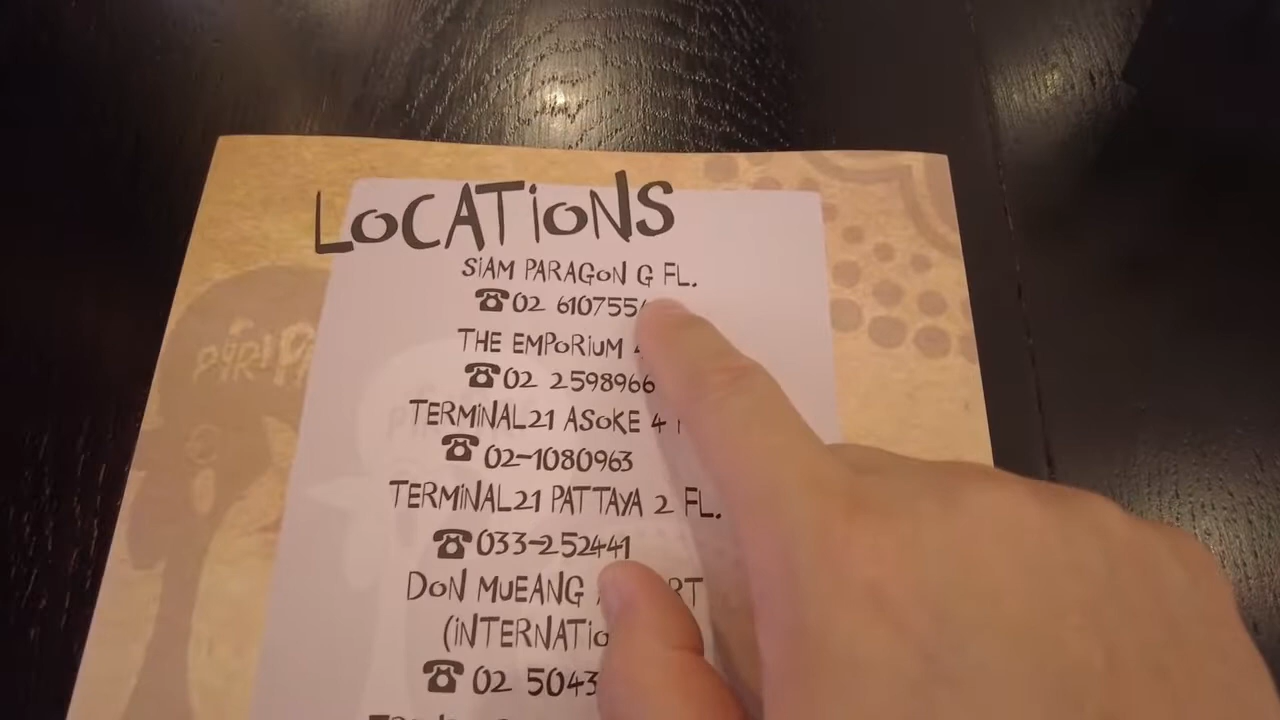 LOCATIONS
SIAM PARAGON G FL.
02 610755
THE EMPORIUM
02 2598966
TERMINAL21 ASOKE 4
02-1080963
TERMINAL21 PATTAYA 2 FL.
033-252441
DON MUEANG
(INTERNATIO
02 5043